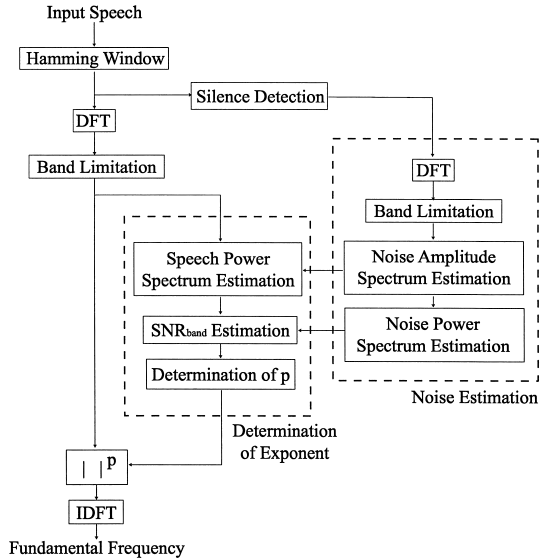 Input Speech
Hamming Window
Silence Detection
DFT
Band Limitation
DFT
Band Limitation
Speech Power
Spectrum Estimation
Noise Amplitude
Spectrum Estimation
SNRband Estimation
Noise Power
Spectrum Estimation
Determination of p
Noise Estimation
Determination
of Exponent
| |p
IDFT
Fundamental Frequency